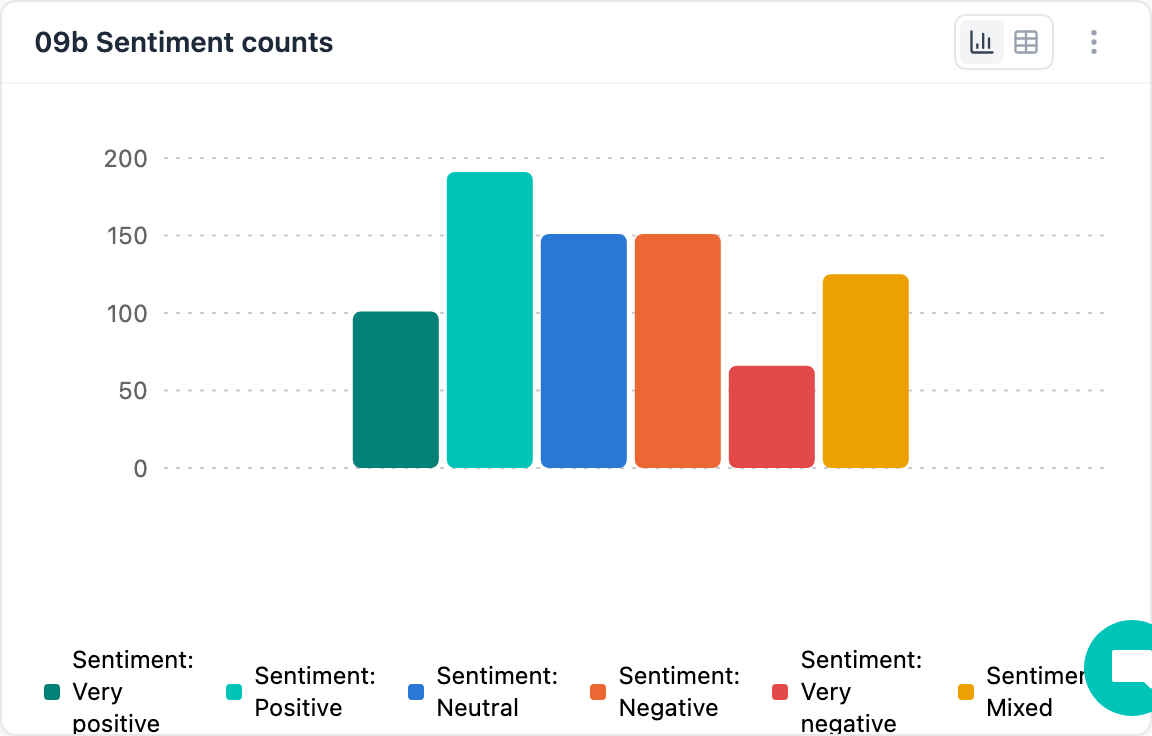 09b Sentiment counts
200
150
100
50
0
Sentiment:
Very
positive
Sentiment:
Positive
Sentiment:
Neutral
Sentiment:
Negative
Sentiment:
Very
negative
Mixed